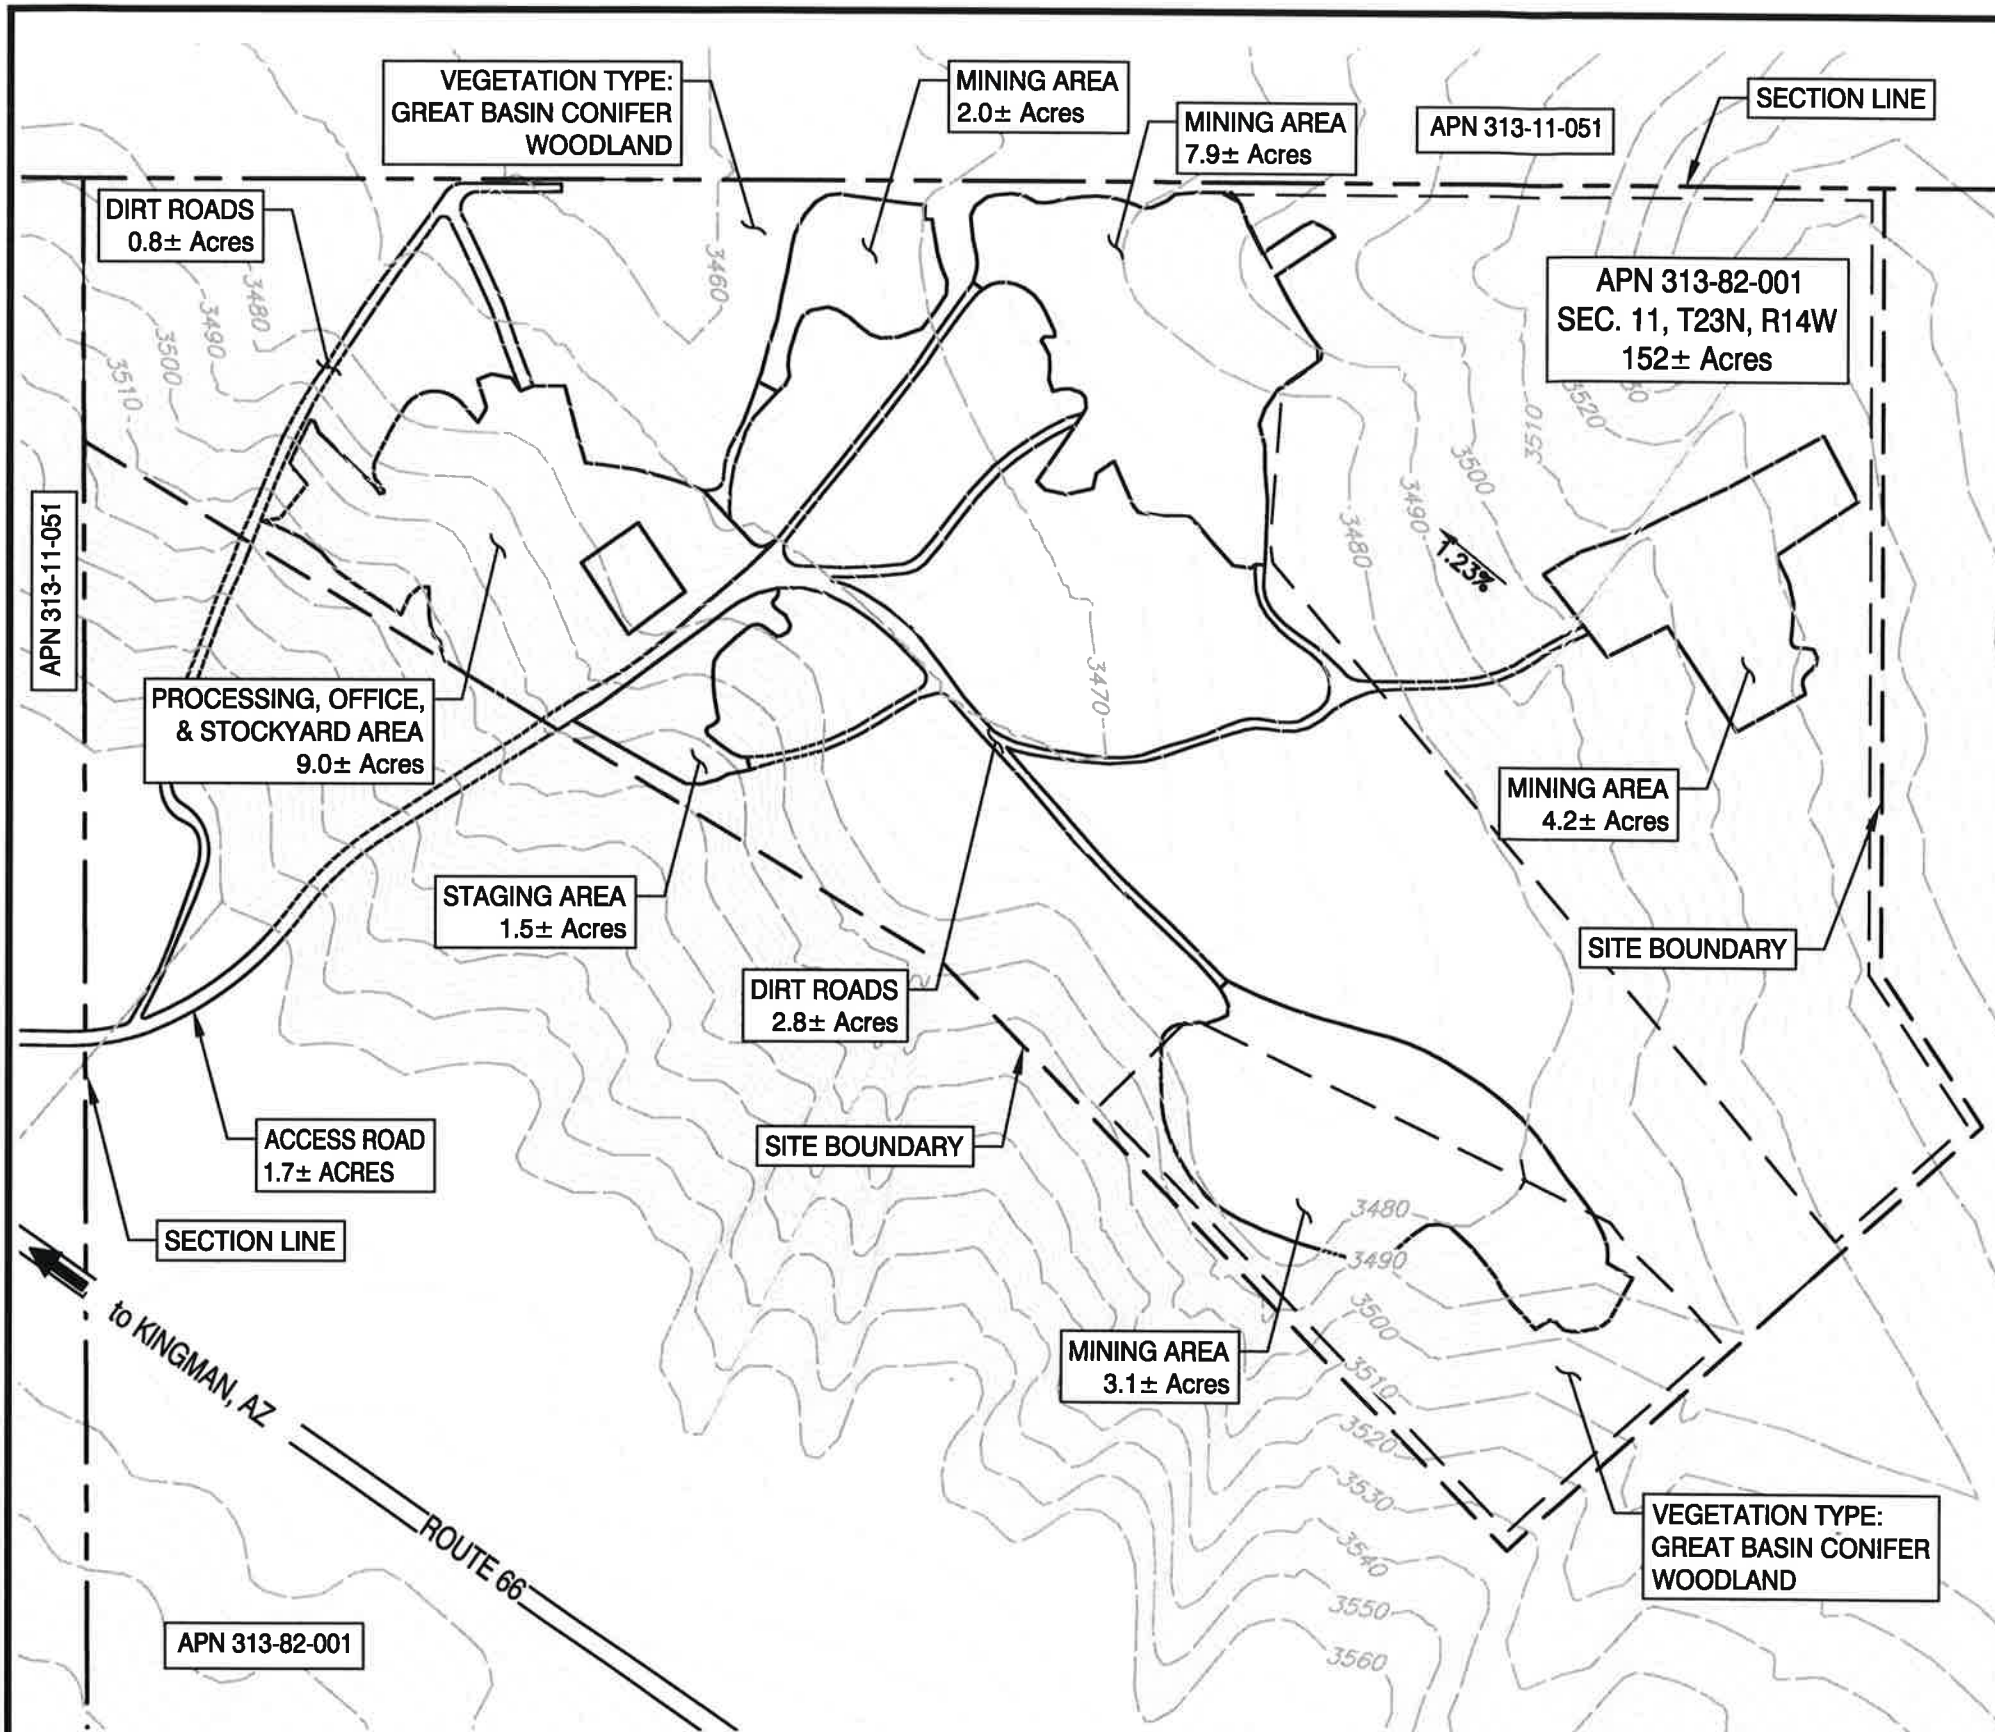 VEGETATION TYPE:
GREAT BASIN CONIFER
WOODLAND
MINING AREA
2.0± Acres
MINING AREA
7.9± Acres
APN 313-11-051
SECTION LINE
DIRT ROADS
0.8± Acres
APN 313-82-001
SEC. 11, T23N, R14W
152± Acres
3460
3480
3490
3500
3510
3510
3520
3500
3490
3480
1.23%
APN 313-11-051
3470
PROCESSING, OFFICE,
& STOCKYARD AREA
9.0± Acres
MINING AREA
4.2± Acres
STAGING AREA
1.5± Acres
SITE BOUNDARY
DIRT ROADS
2.8± Acres
ACCESS ROAD
1.7± ACRES
SITE BOUNDARY
SECTION LINE
3480
3490
3500
3510
3520
3530
3540
3550
3560
to KINGMAN, AZ
MINING AREA
3.1± Acres
ROUTE 66
VEGETATION TYPE:
GREAT BASIN CONIFER
WOODLAND
APN 313-82-001